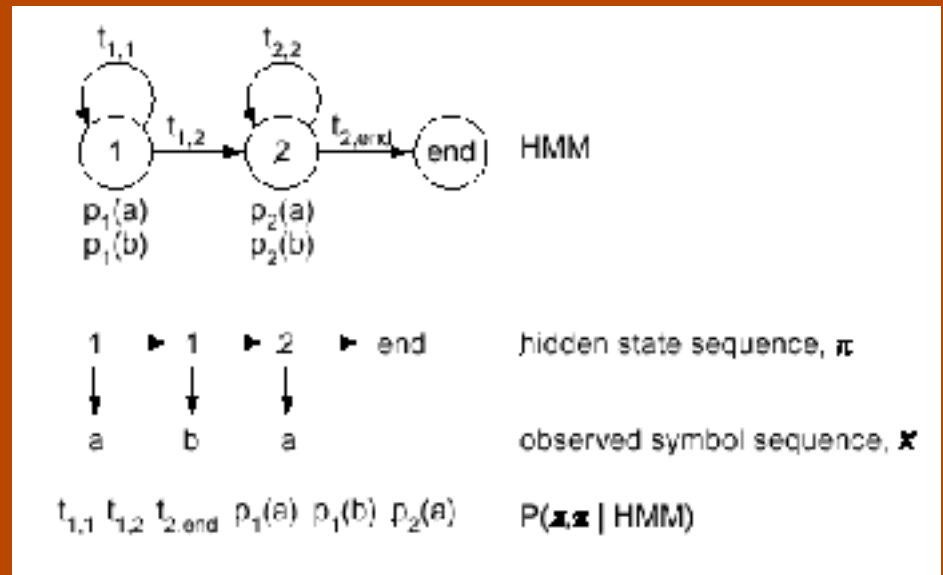 t1,1 t2,2
1 t1,2 2 t2,end end HMM
p1(a) p2(a)
p1(b) p2(b)
1 ► 1 ► 2 ► end hidden state sequence, π
a b a observed symbol sequence, x
t1,1 t1,2 t2,end p1(a) p1(b) p2(a) P( | HMM)